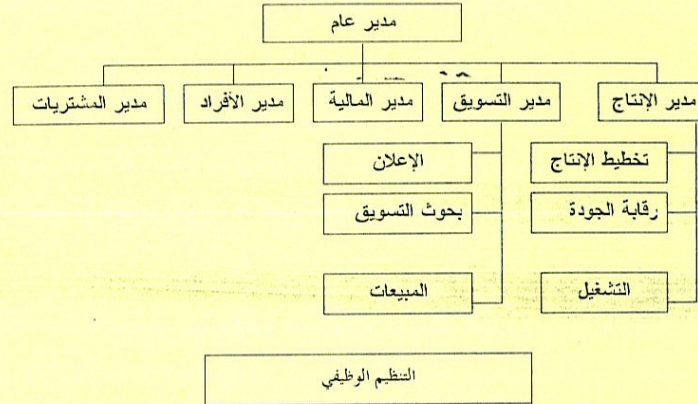 مدير عام
مدير الإنتاج
مدير التسويق
مدير المالية
مدير الأفراد
مدير المشتريات
تخطيط الإنتاج
الإعلان
رقابة الجودة
بحوث التسويق
التشغيل
المبيعات
التنظيم الوظيفي